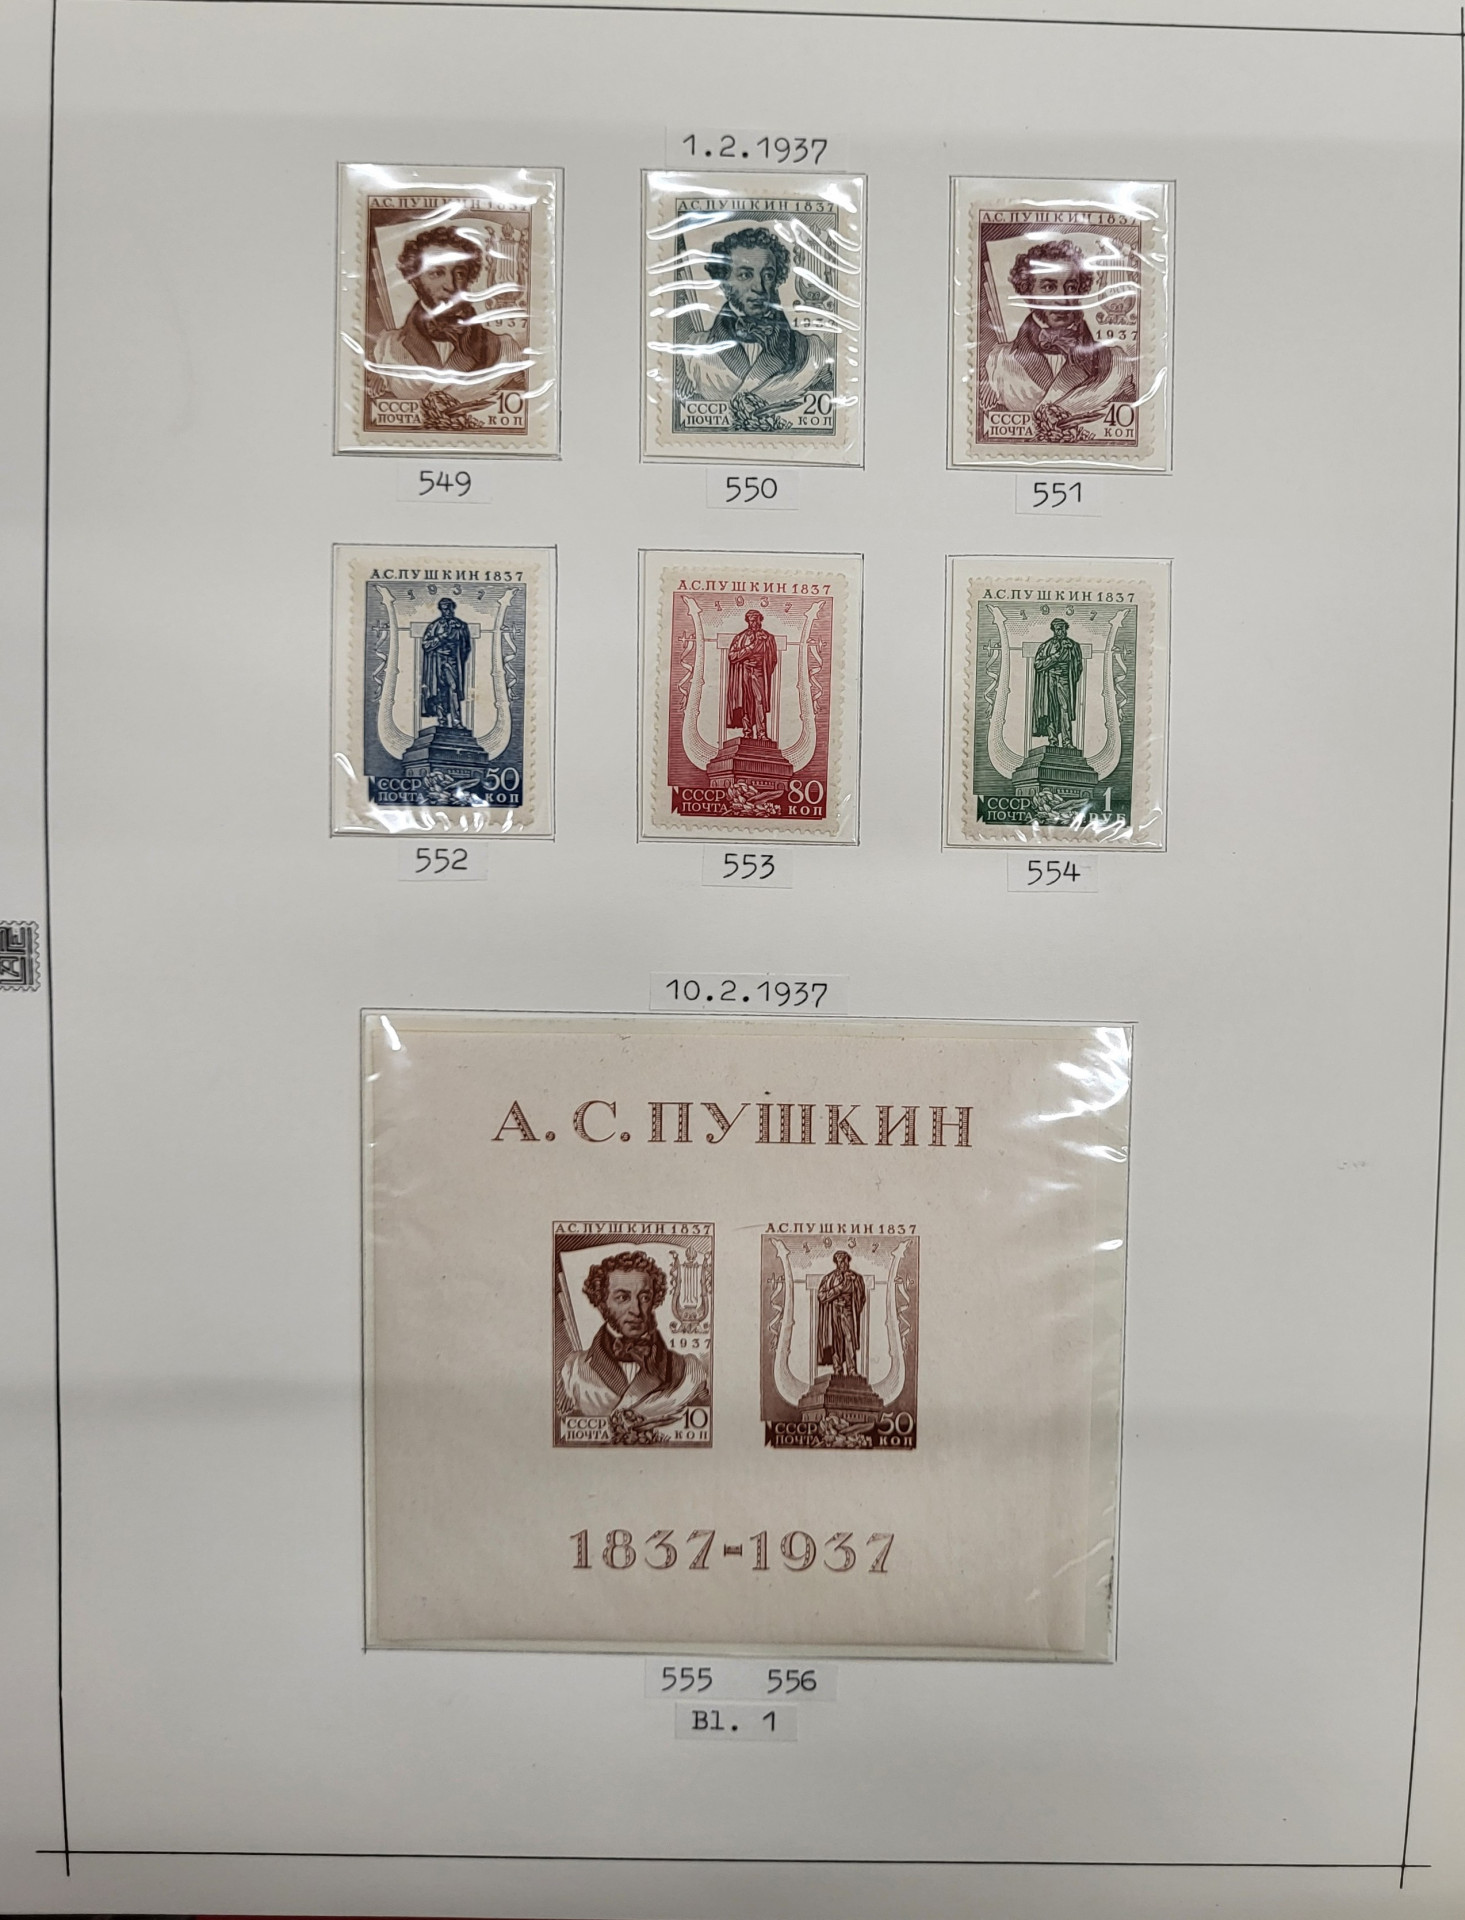 1.2.1937
А.С.ПУШКИН 1837
1937
СССР
ПОЧТА
10
КОП
А.С.ПУШКИН 1837
1937
СССР
ПОЧТА
20
КОП
А.С.ПУШКИН 1837
1937
СССР
ПОЧТА
40
КОП
549
550
551
А.С.ПУШКИН 1837
1937
СССР
ПОЧТА
50
КОП
А.С.ПУШКИН 1837
1937
СССР
ПОЧТА
80
КОП
А.С.ПУШКИН 1837
1937
СССР
ПОЧТА
1
РУБ
552
553
554
10.2.1937
А. С. ПУШКИН
А.С.ПУШКИН 1837
1937
СССР
ПОЧТА
10
КОП
А.С.ПУШКИН 1837
1937
СССР
ПОЧТА
50
КОП
1837-1937
555 556
Bl. 1